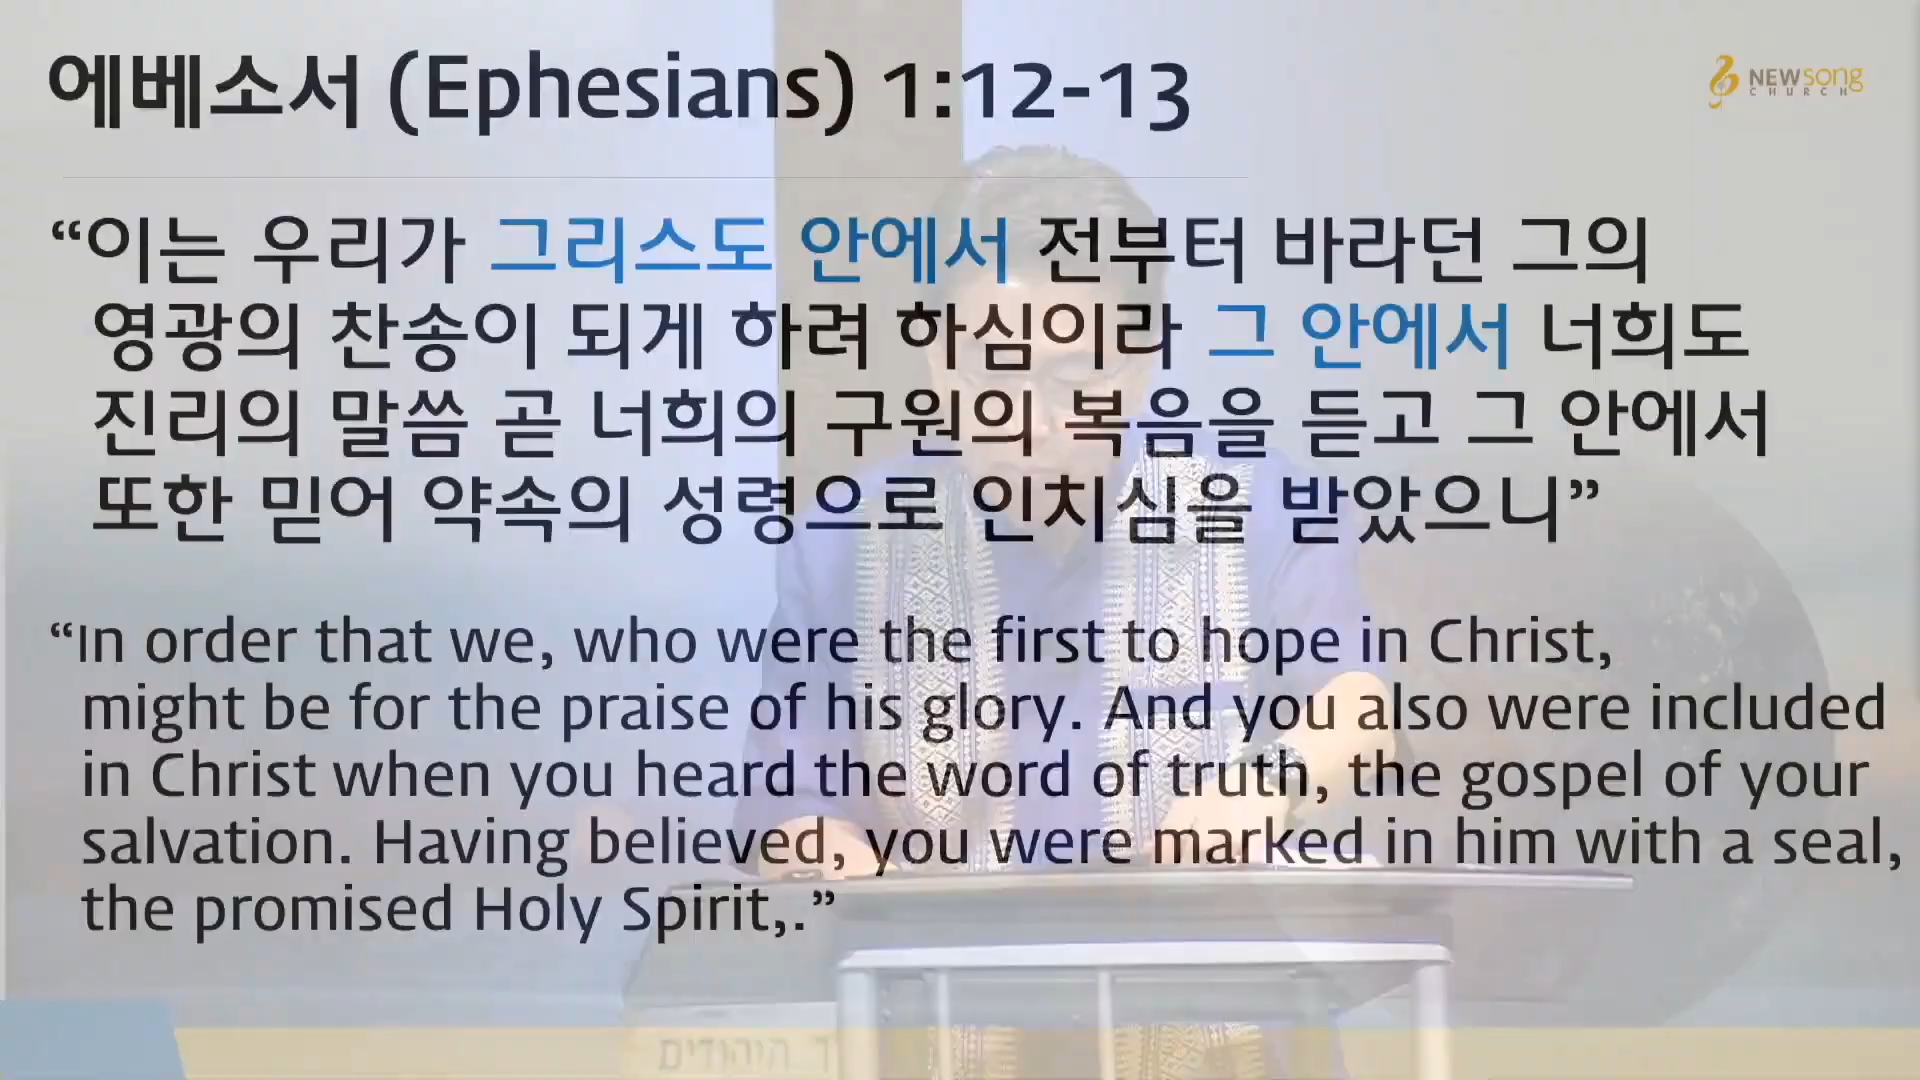 에베소서 (Ephesians) 1:12-13
NEWsong
CHURCH
“이는 우리가 그리스도 안에서 전부터 바라던 그의
영광의 찬송이 되게 하려 하심이라 그 안에서 너희도
진리의 말씀 곧 너희의 구원의 복음을 듣고 그 안에서
또한 믿어 약속의 성령으로 인치심을 받았으니”
“In order that we, who were the first to hope in Christ,
might be for the praise of his glory. And you also were included
in Christ when you heard the word of truth, the gospel of your
salvation. Having believed, you were marked in him with a seal,
the promised Holy Spirit,.”
היהודים